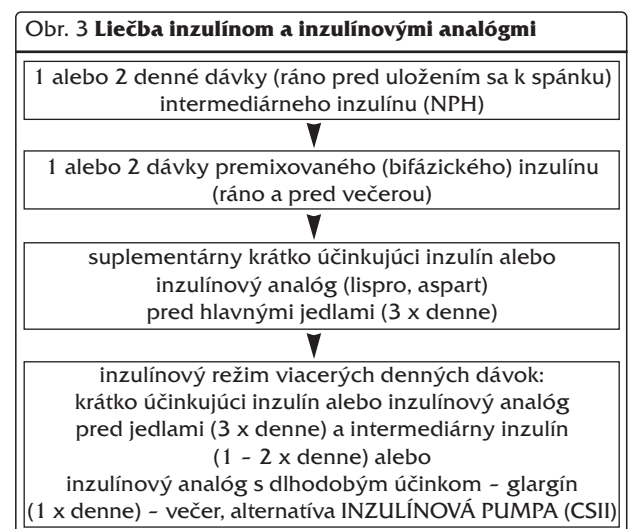 Obr. 3 Liečba inzulínom a inzulínovými analógmi
1 alebo 2 denné dávky (ráno pred uložením sa k spánku)
intermediárneho inzulínu (NPH)
1 alebo 2 dávky premixovaného (bifázického) inzulínu
(ráno a pred večerou)
suplementárny krátko účinkujúci inzulín alebo
inzulínový analóg (lispro, aspart)
pred hlavnými jedlami (3 x denne)
inzulínový režim viacerých denných dávok:
krátko účinkujúci inzulín alebo inzulínový analóg
pred jedlami (3 x denne) a intermediárny inzulín
(1 – 2 x denne) alebo
inzulínový analóg s dlhodobým účinkom – glargín
(1 x denne) – večer, alternatíva INZULÍNOVÁ PUMPA (CSII)